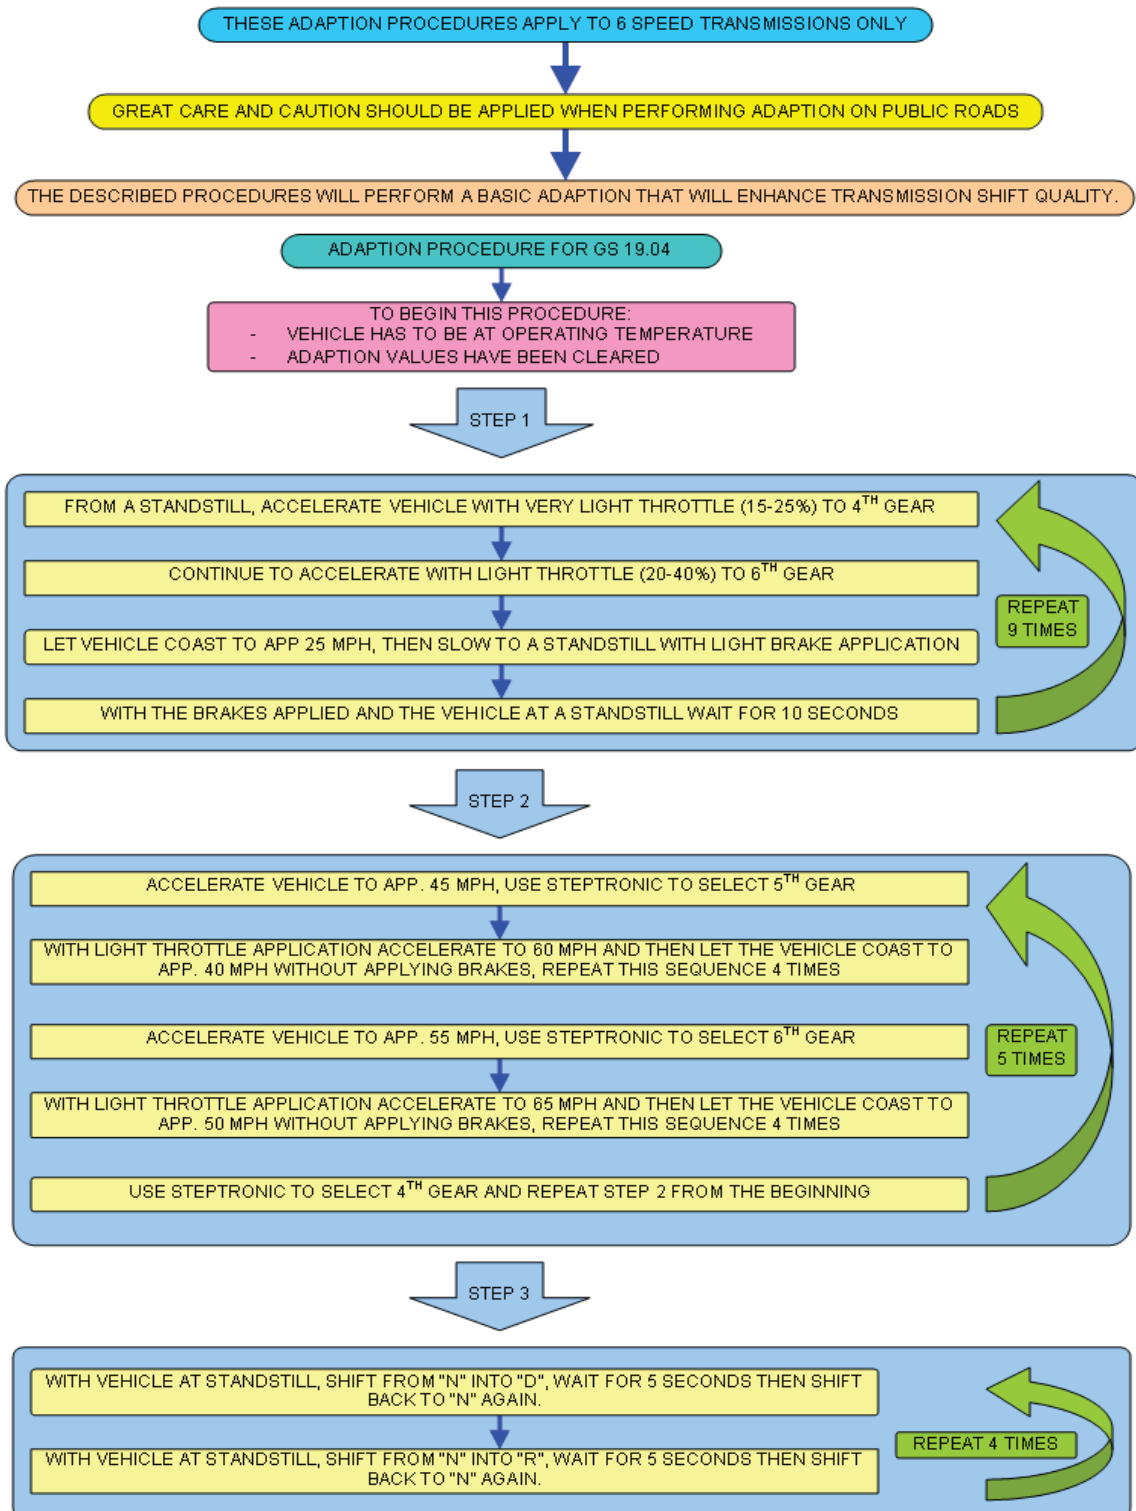 THESE ADAPTION PROCEDURES APPLY TO 6 SPEED TRANSMISSIONS ONLY
GREAT CARE AND CAUTION SHOULD BE APPLIED WHEN PERFORMING ADAPTION ON PUBLIC ROADS
THE DESCRIBED PROCEDURES WILL PERFORM A BASIC ADAPTION THAT WILL ENHANCE TRANSMISSION SHIFT QUALITY.
ADAPTION PROCEDURE FOR GS 19.04
TO BEGIN THIS PROCEDURE:
- VEHICLE HAS TO BE AT OPERATING TEMPERATURE
- ADAPTION VALUES HAVE BEEN CLEARED
STEP 1
FROM A STANDSTILL, ACCELERATE VEHICLE WITH VERY LIGHT THROTTLE (15-25%) TO 4TH GEAR
CONTINUE TO ACCELERATE WITH LIGHT THROTTLE (20-40%) TO 6TH GEAR
LET VEHICLE COAST TO APP 25 MPH, THEN SLOW TO A STANDSTILL WITH LIGHT BRAKE APPLICATION
WITH THE BRAKES APPLIED AND THE VEHICLE AT A STANDSTILL WAIT FOR 10 SECONDS
REPEAT
9 TIMES
STEP 2
ACCELERATE VEHICLE TO APP. 45 MPH, USE STEPTRONIC TO SELECT 5TH GEAR
WITH LIGHT THROTTLE APPLICATION ACCELERATE TO 60 MPH AND THEN LET THE VEHICLE COAST TO
APP. 40 MPH WITHOUT APPLYING BRAKES, REPEAT THIS SEQUENCE 4 TIMES
ACCELERATE VEHICLE TO APP. 55 MPH, USE STEPTRONIC TO SELECT 6TH GEAR
WITH LIGHT THROTTLE APPLICATION ACCELERATE TO 65 MPH AND THEN LET THE VEHICLE COAST TO
APP. 50 MPH WITHOUT APPLYING BRAKES, REPEAT THIS SEQUENCE 4 TIMES
USE STEPTRONIC TO SELECT 4TH GEAR AND REPEAT STEP 2 FROM THE BEGINNING
REPEAT
5 TIMES
STEP 3
WITH VEHICLE AT STANDSTILL, SHIFT FROM "N" INTO "D", WAIT FOR 5 SECONDS THEN SHIFT
BACK TO "N" AGAIN.
WITH VEHICLE AT STANDSTILL, SHIFT FROM "N" INTO "R", WAIT FOR 5 SECONDS THEN SHIFT
BACK TO "N" AGAIN.
REPEAT 4 TIMES